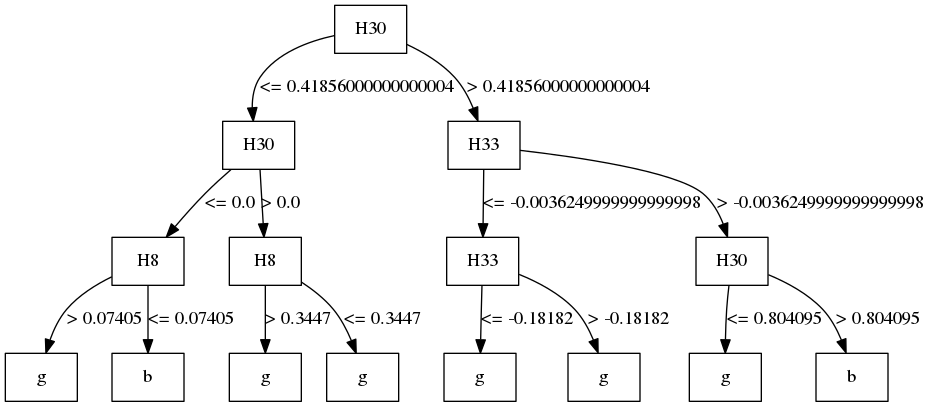 H30
<= 0.41856000000000004 > 0.41856000000000004
H30 H33
<= 0.0 > 0.0 <= -0.0036249999999999998 > -0.0036249999999999998
H8 H8 H33 H30
> 0.07405 <= 0.07405 > 0.3447 <= 0.3447 <= -0.18182 > -0.18182 <= 0.804095 > 0.804095
g b g g g g g b